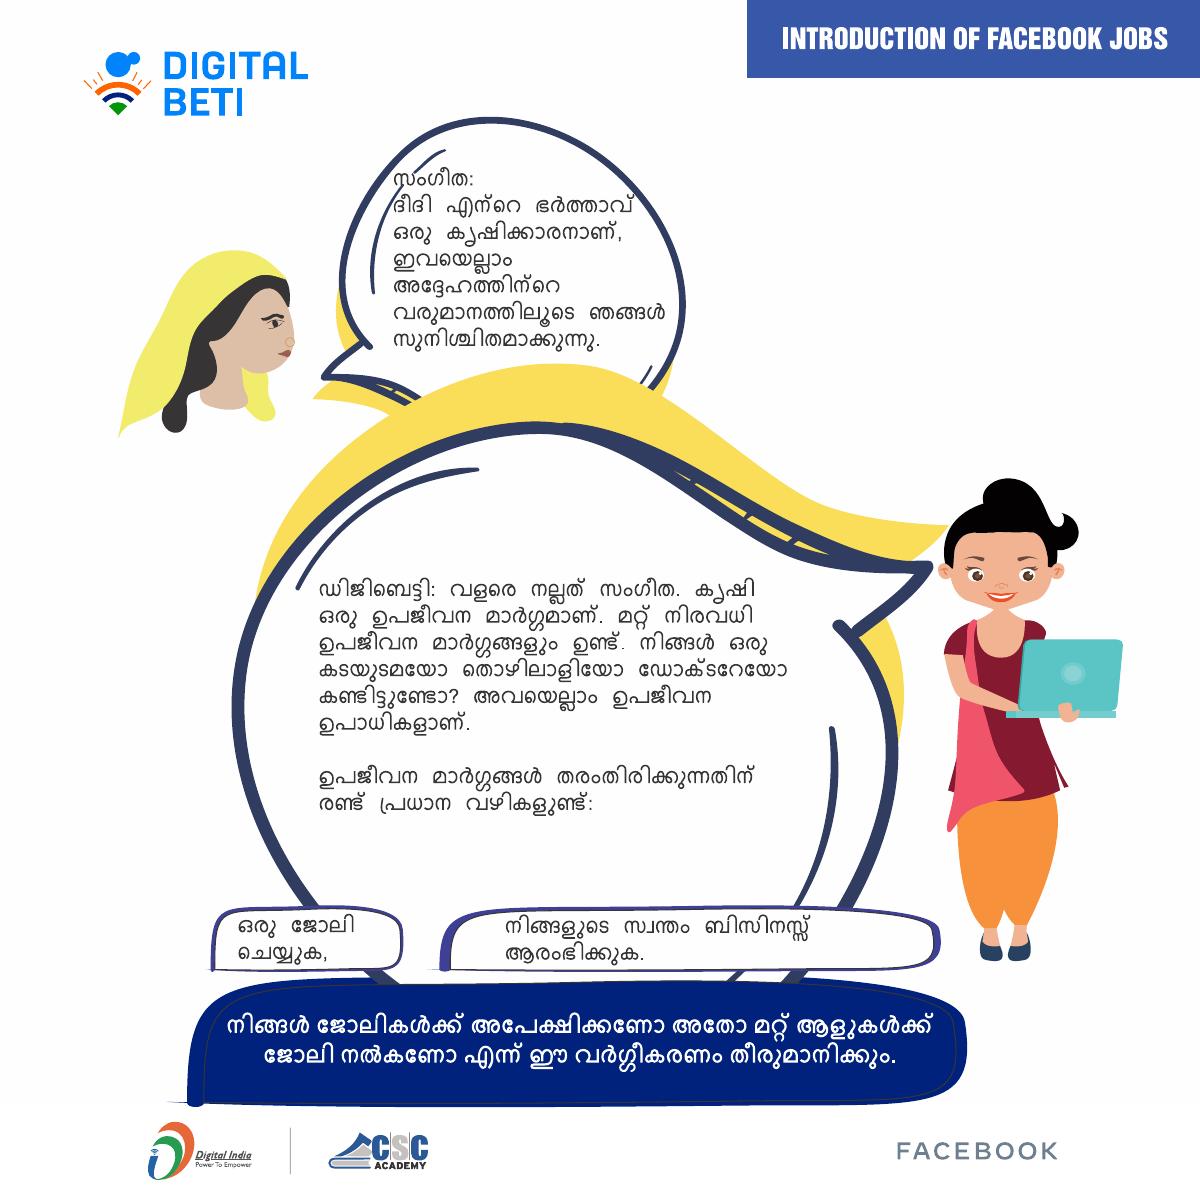 INTRODUCTION OF FACEBOOK JOBS
DIGITAL
BETI
സംഗീത:
ദീദി എന്റെ ഭർത്താവ്
ഒരു കൃഷിക്കാരനാണ്,
ഇവയെല്ലാം
അദ്ദേഹത്തിന്റെ
വരുമാനത്തിലൂടെ ഞങ്ങൾ
സുനിശ്ചിതമാക്കുന്നു.
ഡിജിബെട്ടി: വളരെ നല്ലത് സംഗീത. കൃഷി
ഒരു ഉപജീവന മാർഗ്ഗമാണ്. മറ്റ് നിരവധി
ഉപജീവന മാർഗ്ഗങ്ങളും ഉണ്ട്. നിങ്ങൾ ഒരു
കടയുടമയോ തൊഴിലാളിയോ ഡോക്ടറേയോ
കണ്ടിട്ടുണ്ടോ? അവയെല്ലാം ഉപജീവന
ഉപാധികളാണ്.
ഉപജീവന മാർഗ്ഗങ്ങൾ തരംതിരിക്കുന്നതിന്
രണ്ട് പ്രധാന വഴികളുണ്ട്:
ഒരു ജോലി
ചെയ്യുക,
നിങ്ങളുടെ സ്വന്തം ബിസിനസ്സ്
ആരംഭിക്കുക.
നിങ്ങൾ ജോലികൾക്ക് അപേക്ഷിക്കണോ അതോ മറ്റ് ആളുകൾക്ക്
ജോലി നൽകണോ എന്ന് ഈ വർഗ്ഗീകരണം തീരുമാനിക്കും.
Digital India
Power To Empower
CSC
ACADEMY
FACEBOOK